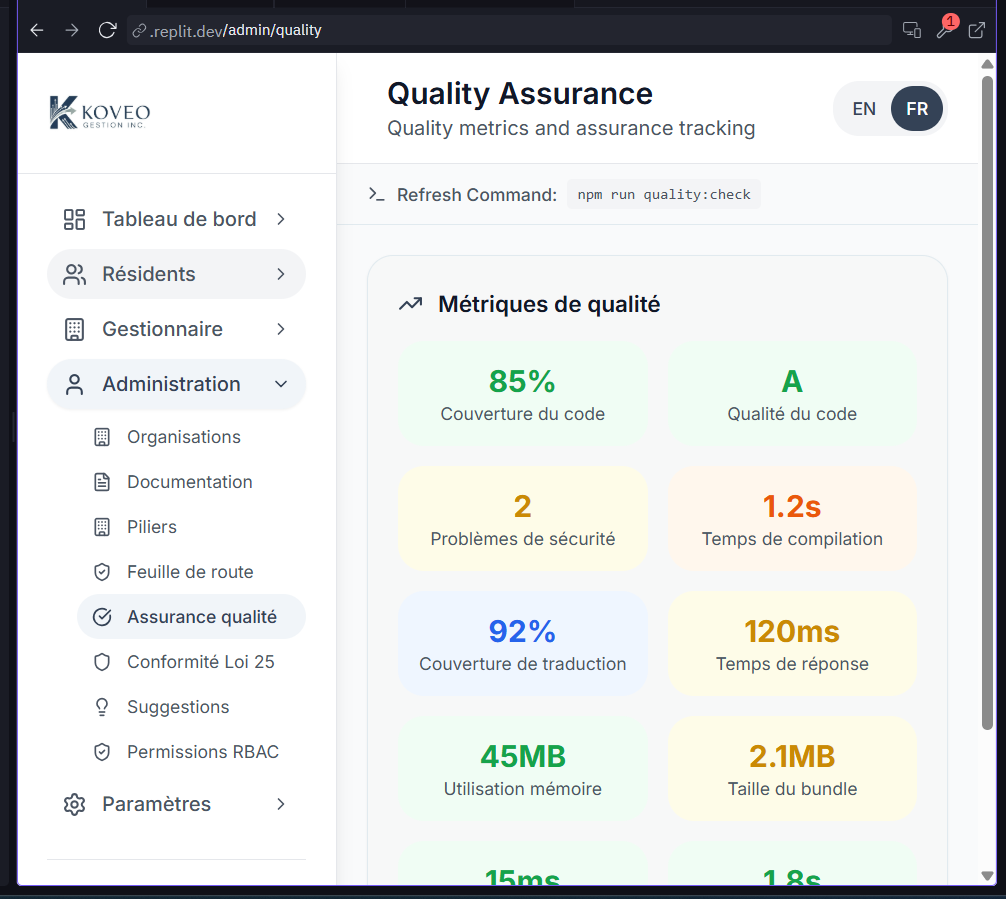 .replit.dev/admin/quality
1
KOVEO
GESTION INC.
Quality Assurance
Quality metrics and assurance tracking
EN
FR
Refresh Command:
npm run quality:check
Tableau de bord
Résidents
Gestionnaire
Administration
Organisations
Documentation
Piliers
Feuille de route
Assurance qualité
Conformité Loi 25
Suggestions
Permissions RBAC
Paramètres
Métriques de qualité
85%
Couverture du code
A
Qualité du code
2
Problèmes de sécurité
1.2s
Temps de compilation
92%
Couverture de traduction
120ms
Temps de réponse
45MB
Utilisation mémoire
2.1MB
Taille du bundle
15ms
1.8s